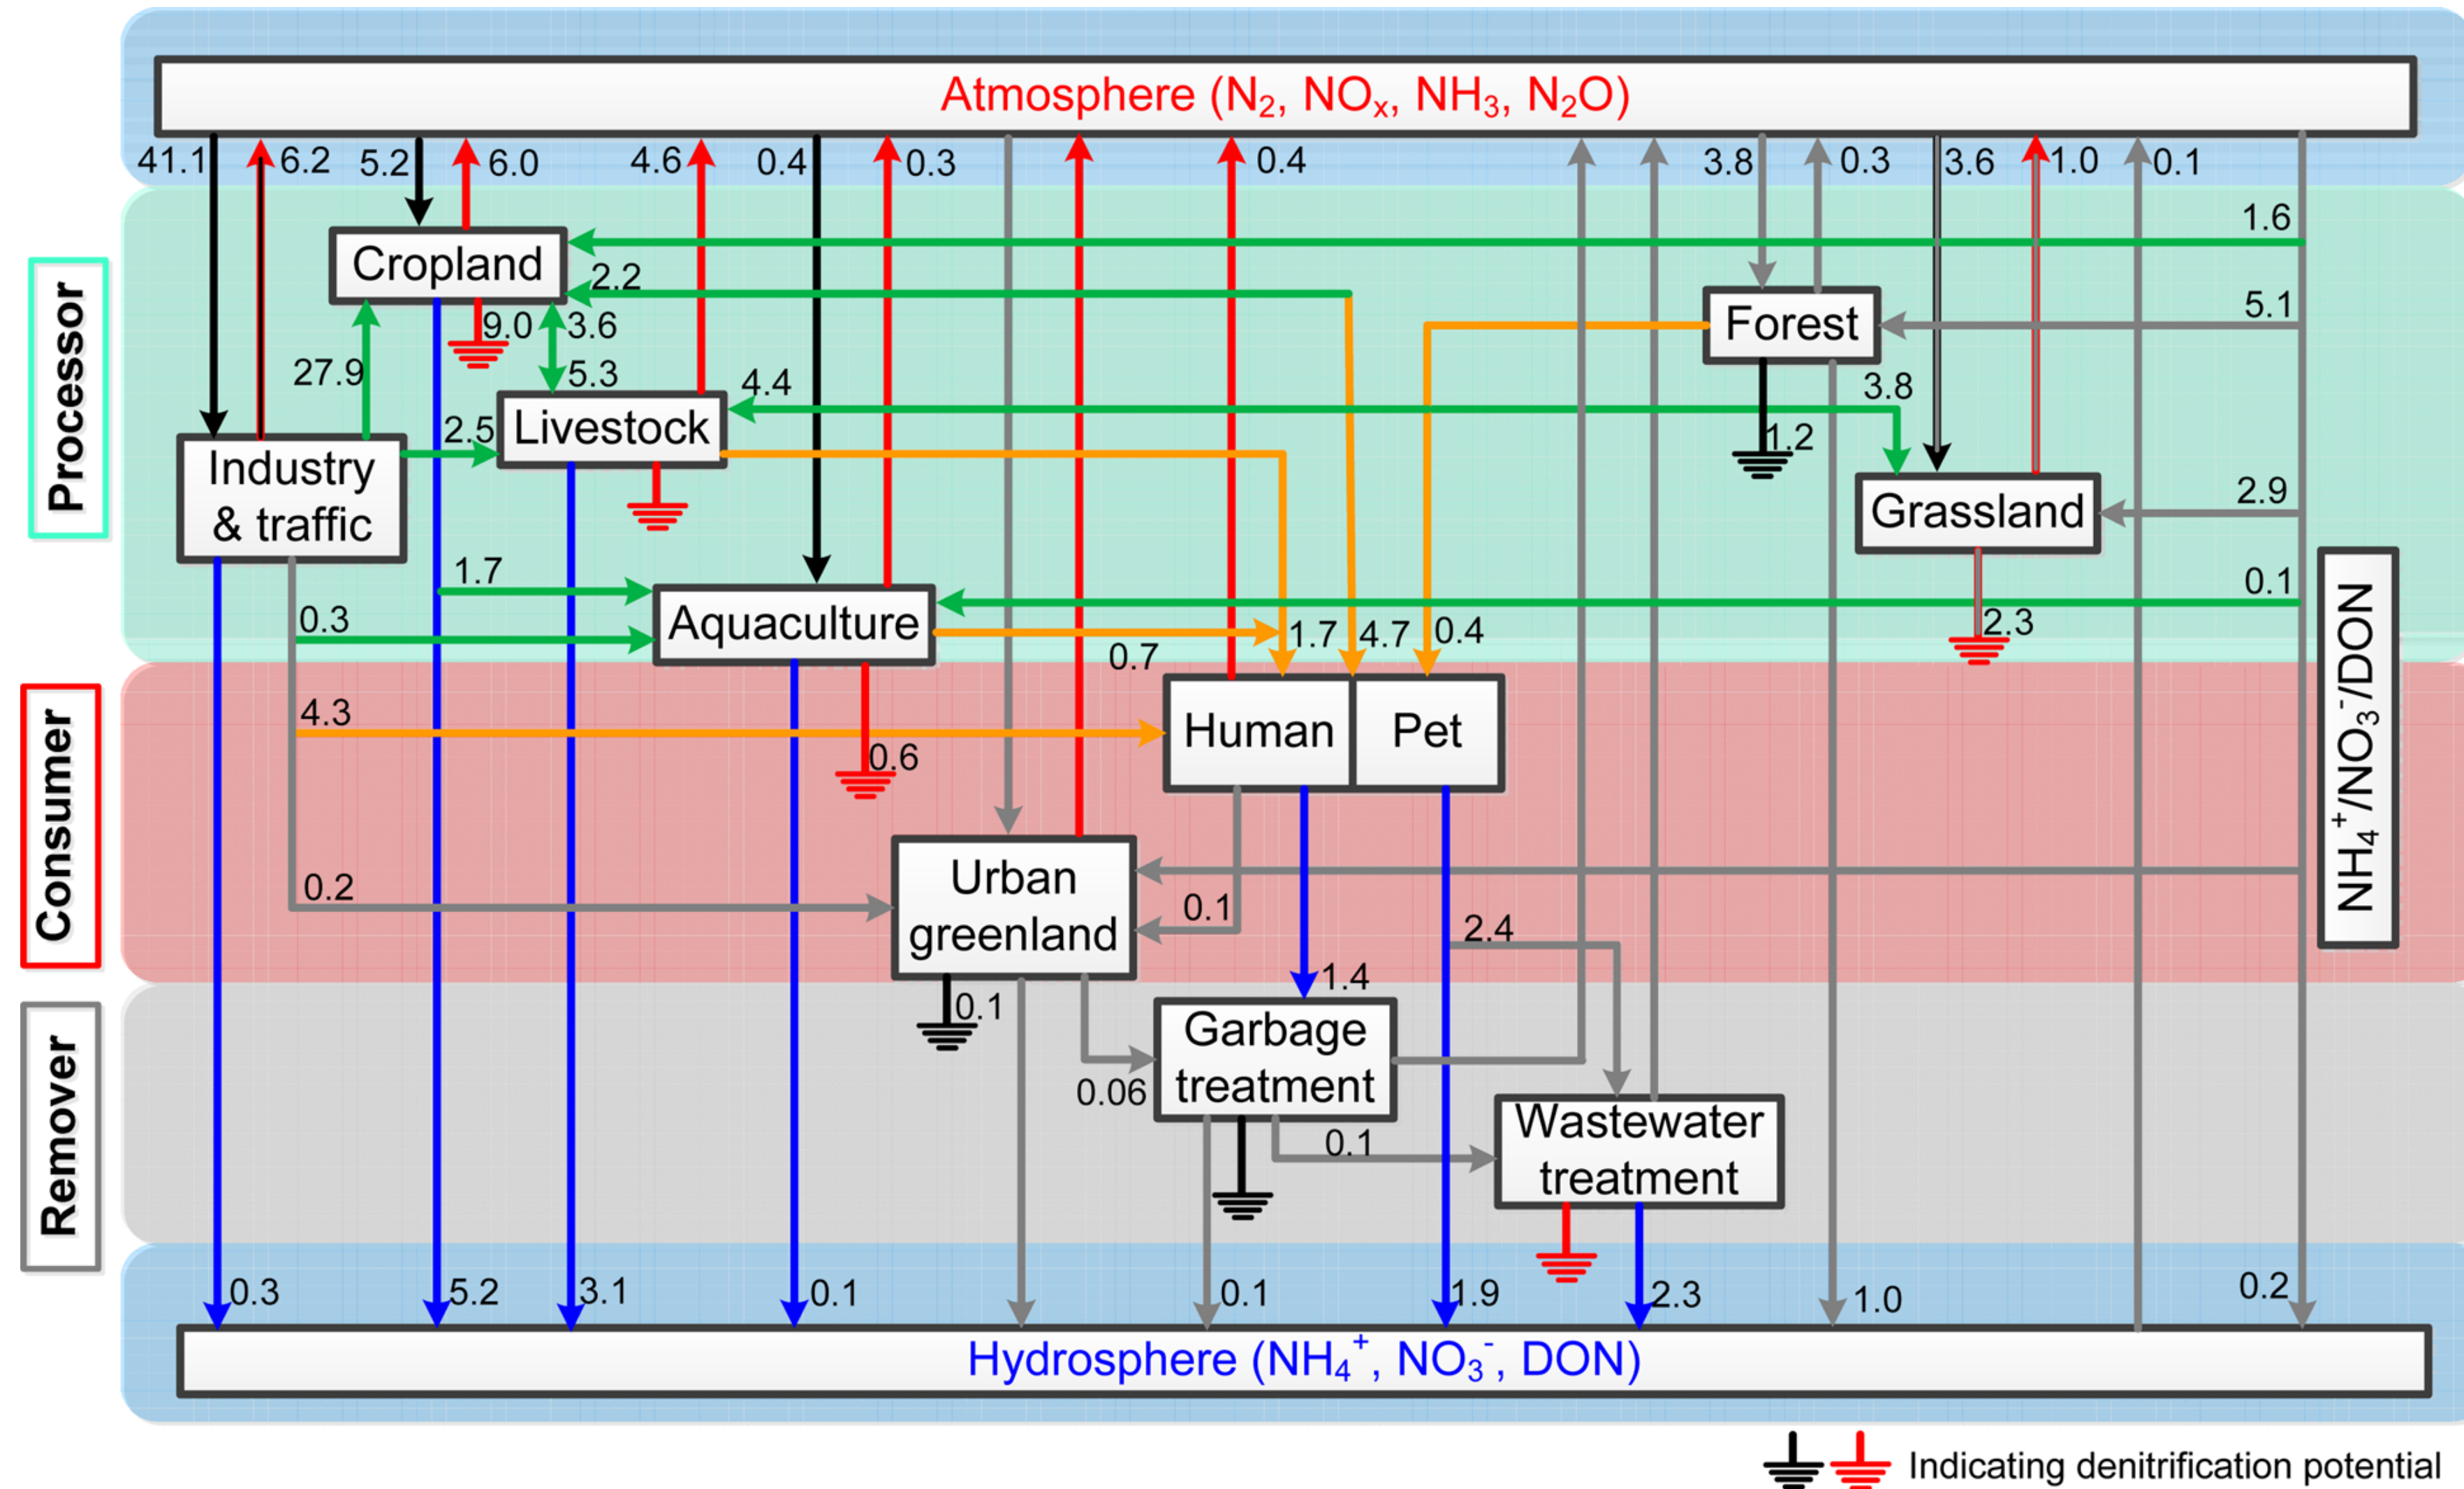 Atmosphere (N₂, NOₓ, NH₃, N₂O)
41.1 6.2 5.2 6.0 4.6 0.4 0.3 0.4 3.8 0.3 3.6 1.0 0.1
1.6
Cropland
2.2
5.1
Processor
9.0 3.6
Forest
27.9
5.3
4.4
3.8
2.5
Livestock
1.2
Industry
& traffic
Grassland
2.9
1.7
0.1
0.3
Aquaculture
0.7
1.7 4.7 0.4
2.3
NH₄⁺/NO₃⁻/DON
Consumer
4.3
Human
Pet
0.6
Urban
greenland
0.2
0.1
2.4
0.1
1.4
Remover
Garbage
treatment
0.06
0.1
Wastewater
treatment
0.3 5.2 3.1 0.1 0.1 1.9 2.3 1.0 0.2
Hydrosphere (NH₄⁺, NO₃⁻, DON)
Indicating denitrification potential